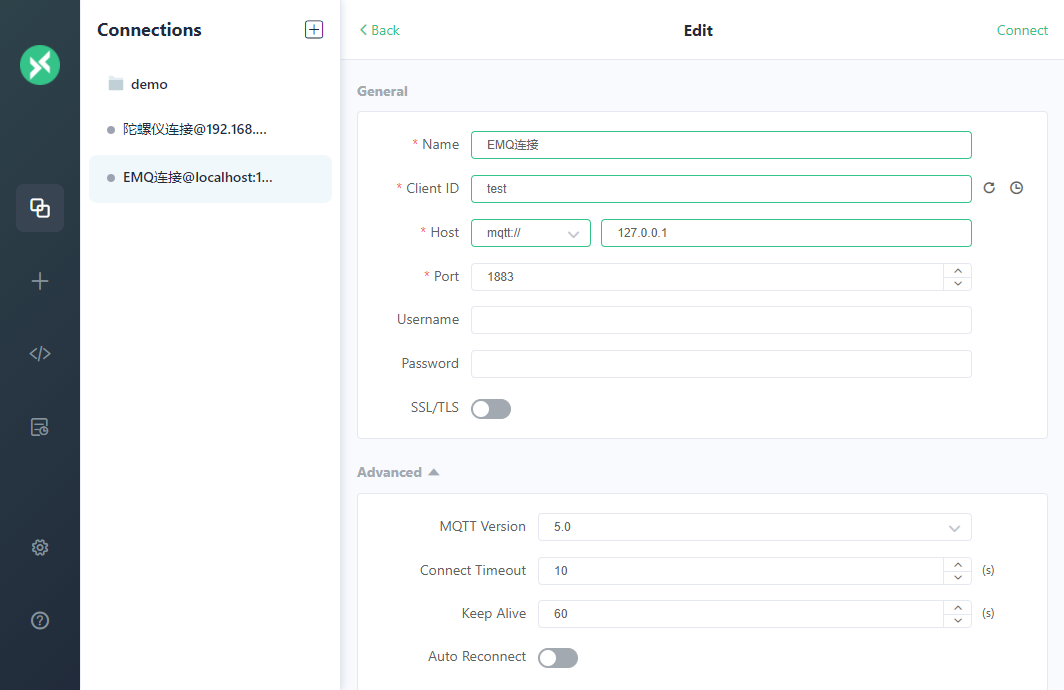 Connections
demo
陀螺仪连接@192.168....
EMQ连接@localhost:1...
Back
Edit
Connect
General
* Name EMQ连接
* Client ID test
* Host mqtt:// 127.0.0.1
* Port 1883
Username
Password
SSL/TLS
Advanced
MQTT Version 5.0
Connect Timeout 10 (s)
Keep Alive 60 (s)
Auto Reconnect